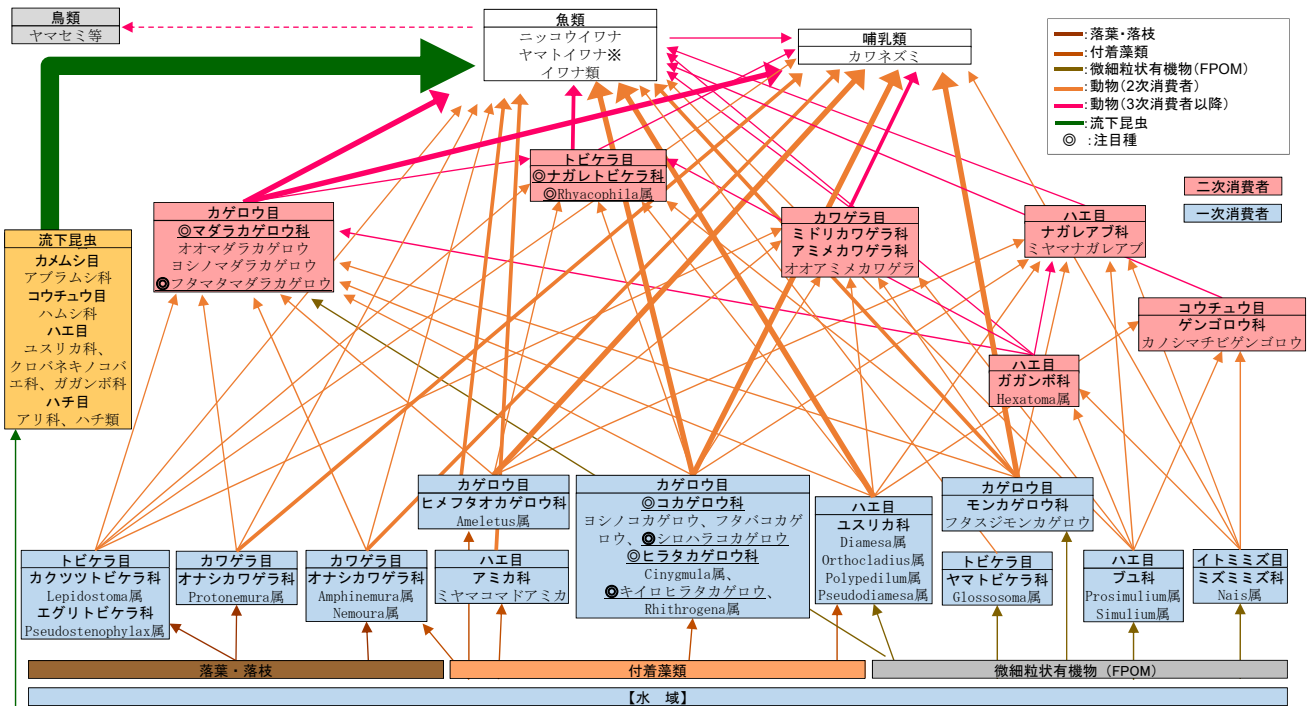 鳥類
ヤマセミ等
魚類
ニッコウイワナ
ヤマトイワナ※
イワナ類
哺乳類
カワネズミ
:落葉・落枝
:付着藻類
:微細粒状有機物(FPOM)
:動物(2次消費者)
:動物(3次消費者以降)
:流下昆虫
◎ :注目種
二次消費者
一次消費者
トビケラ目
◎ナガレトビケラ科
◎Rhyacophila属
カゲロウ目
◎マダラカゲロウ科
オオマダラカゲロウ
ヨシノマダラカゲロウ
◎フタマタマダラカゲロウ
カワゲラ目
ミドリカワゲラ科
アミメカワゲラ科
オオアミメカワゲラ
ハエ目
ナガレアブ科
ミヤマナガレアブ
流下昆虫
カメムシ目
アブラムシ科
コウチュウ目
ハムシ科
ハエ目
ユスリカ科、
クロバネキノコバ
エ科、ガガンボ科
ハチ目
アリ科、ハチ類
コウチュウ目
ゲンゴロウ科
カノシマチビゲンゴロウ
ハエ目
ガガンボ科
Hexatoma属
カゲロウ目
ヒメフタオカゲロウ科
Ameletus属
カゲロウ目
◎コカゲロウ科
ヨシノコカゲロウ、フタバコカゲ
ロウ、◎シロハラコカゲロウ
◎ヒラタカゲロウ科
Cinygmula属、
◎キイロヒラタカゲロウ、
Rhithrogena属
ハエ目
ユスリカ科
Diamesa属
Orthocladius属
Polypedilum属
Pseudodiamesa属
カゲロウ目
モンカゲロウ科
フタスジモンカゲロウ
トビケラ目
カクツツトビケラ科
Lepidostoma属
エグリトビケラ科
Pseudostenophylax属
カワゲラ目
オナシカワゲラ科
Protonemura属
カワゲラ目
オナシカワゲラ科
Amphinemura属
Nemoura属
ハエ目
アミカ科
ミヤマコマドアミカ
トビケラ目
ヤマトビケラ科
Glossosoma属
ハエ目
ブユ科
Prosimulium属
Simulium属
イトミミズ目
ミズミミズ科
Nais属
落葉・落枝
付着藻類
微細粒状有機物（FPOM）
【水　域】